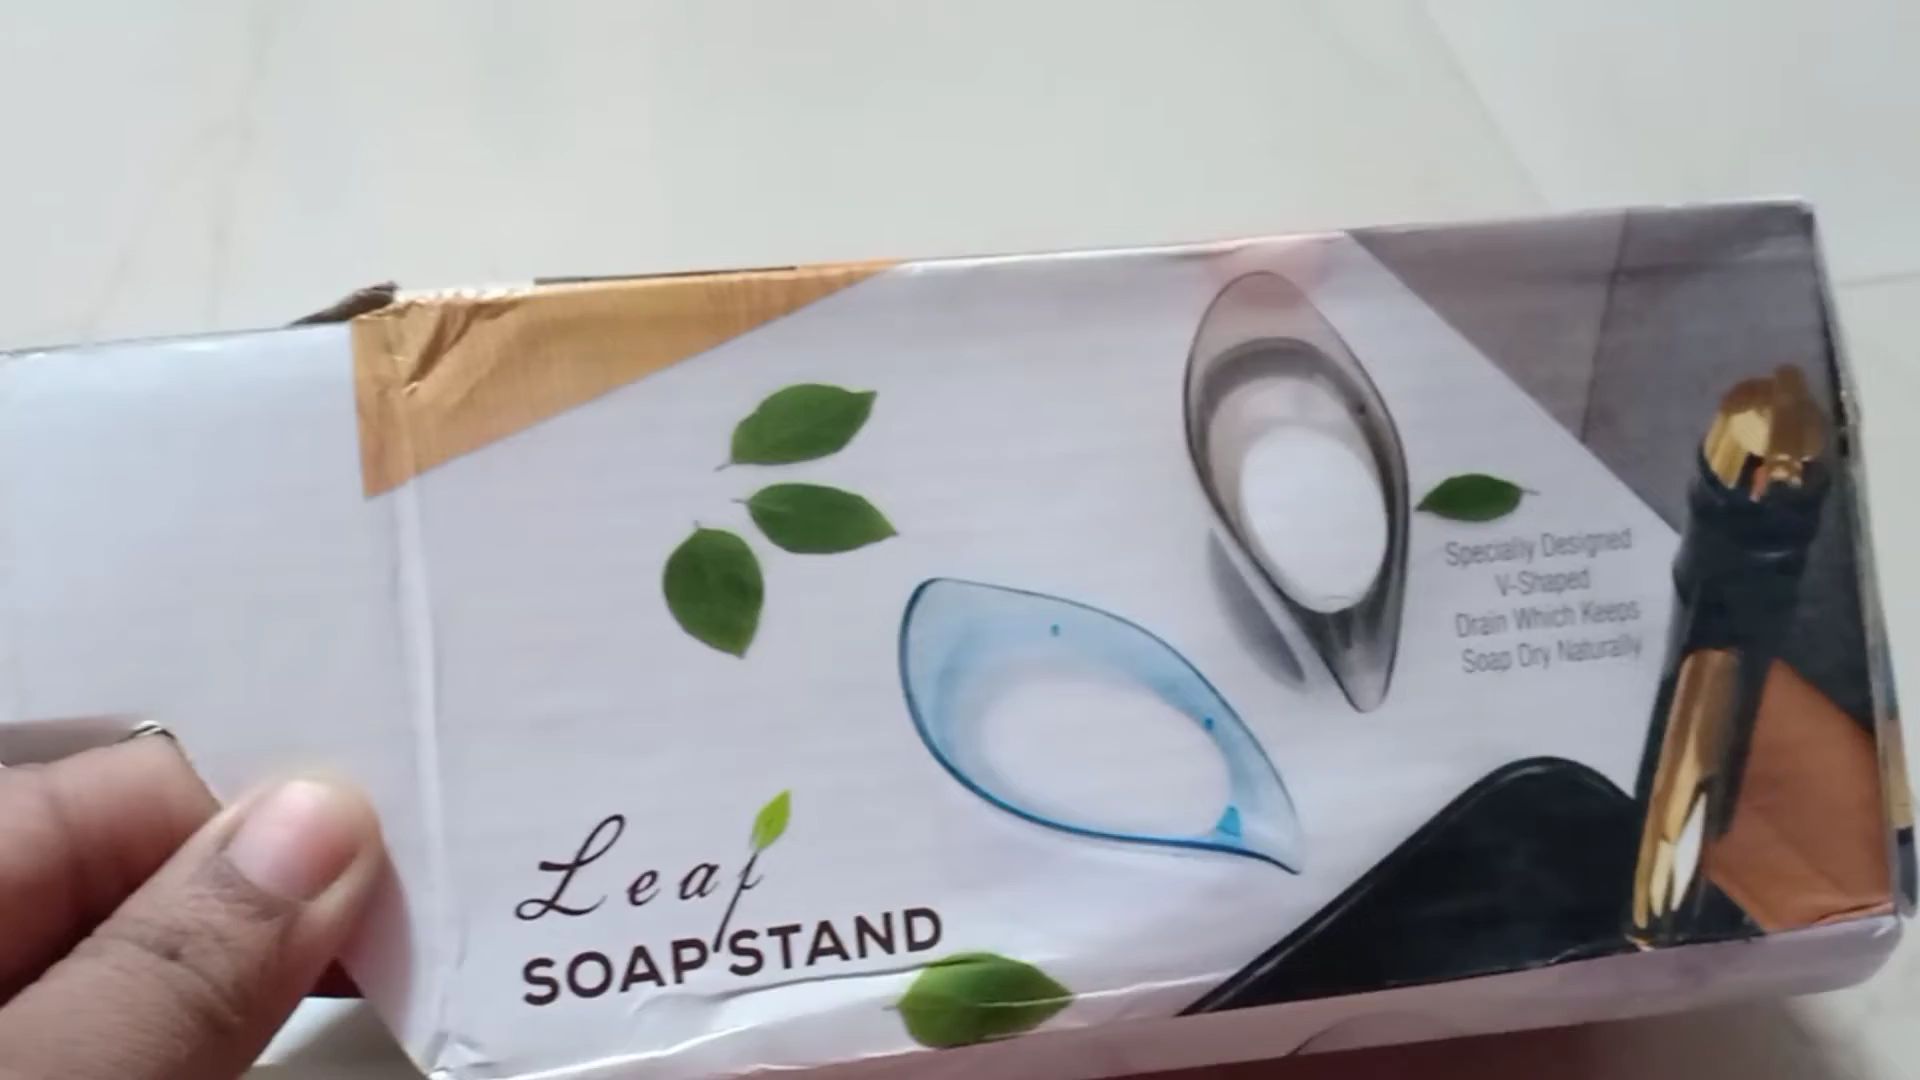 Specially Designed
V-Shaped
Drain Which Keeps
Soap Dry Naturally
Leaf
SOAP STAND